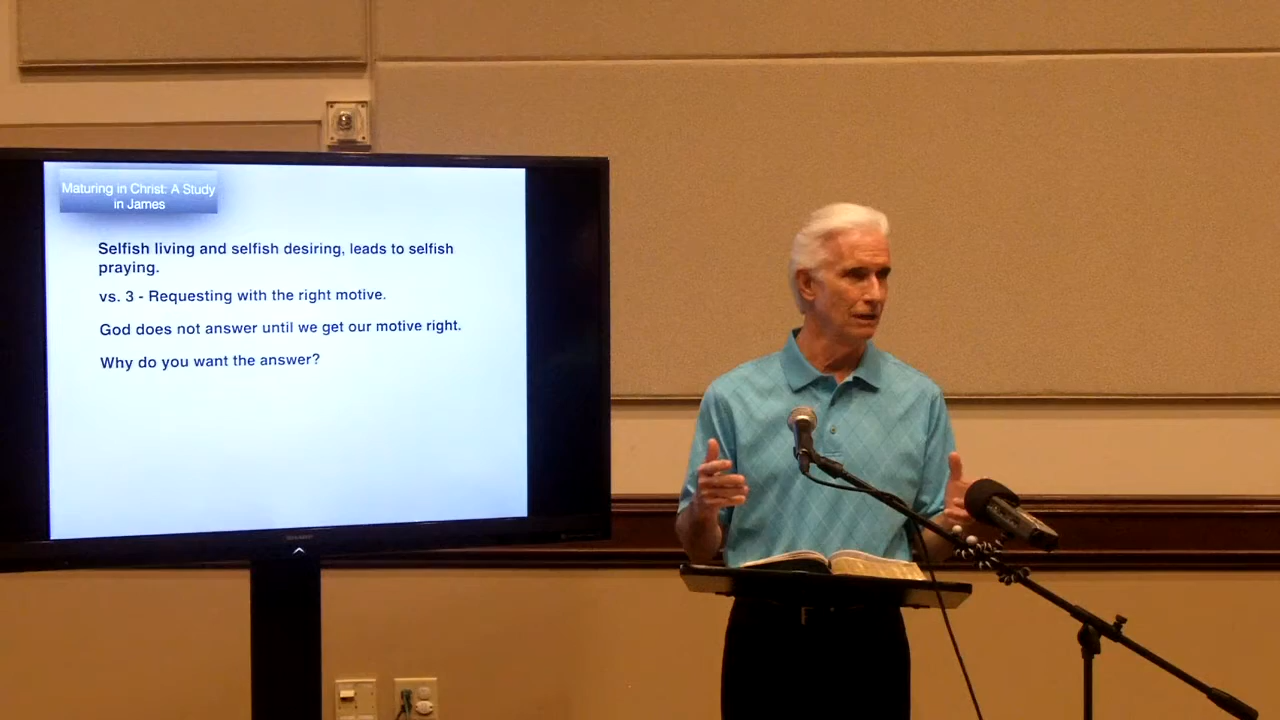 Maturing in Christ: A Study
in James
Selfish living and selfish desiring, leads to selfish
praying.
vs. 3 - Requesting with the right motive.
God does not answer until we get our motive right.
Why do you want the answer?
SHARP